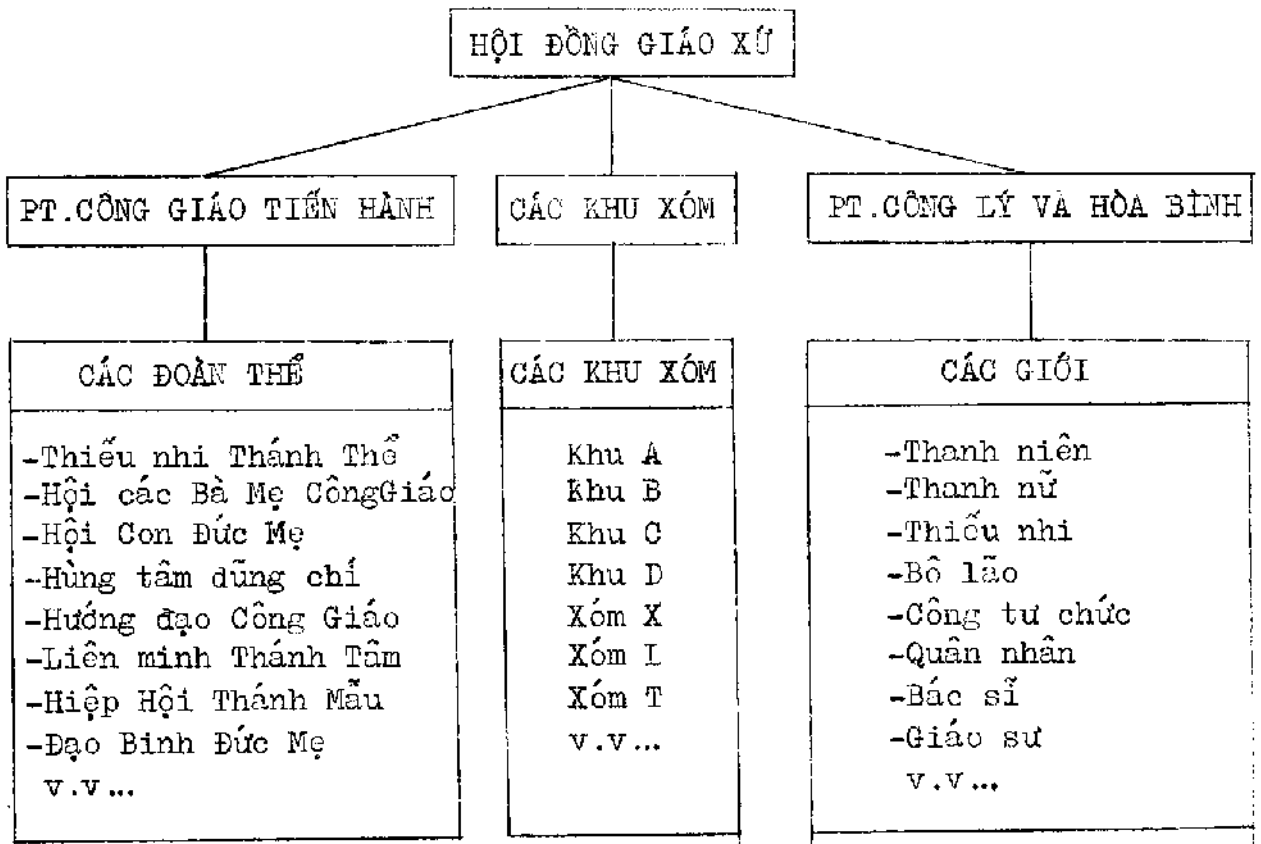 HỘI ĐỒNG GIÁO XỨ
PT.CÔNG GIÁO TIẾN HÀNH
CÁC KHU XÓM
PT.CÔNG LÝ VÀ HÒA BÌNH
CÁC ĐOÀN THỂ
-Thiếu nhi Thánh Thể
-Hội các Bà Mẹ CôngGiáo
-Hội Con Đức Mẹ
-Hùng tâm dũng chí
-Hướng đạo Công Giáo
-Liên minh Thánh Tâm
-Hiệp Hội Thánh Mẫu
-Đạo Binh Đức Mẹ
v.v...
CÁC KHU XÓM
Khu A
Khu B
Khu C
Khu D
Xóm X
Xóm L
Xóm T
v.v...
CÁC GIỚI
-Thanh niên
-Thanh nữ
-Thiếu nhi
-Bô lão
-Công tư chức
-Quân nhân
-Bác sĩ
-Giáo sư
v.v...